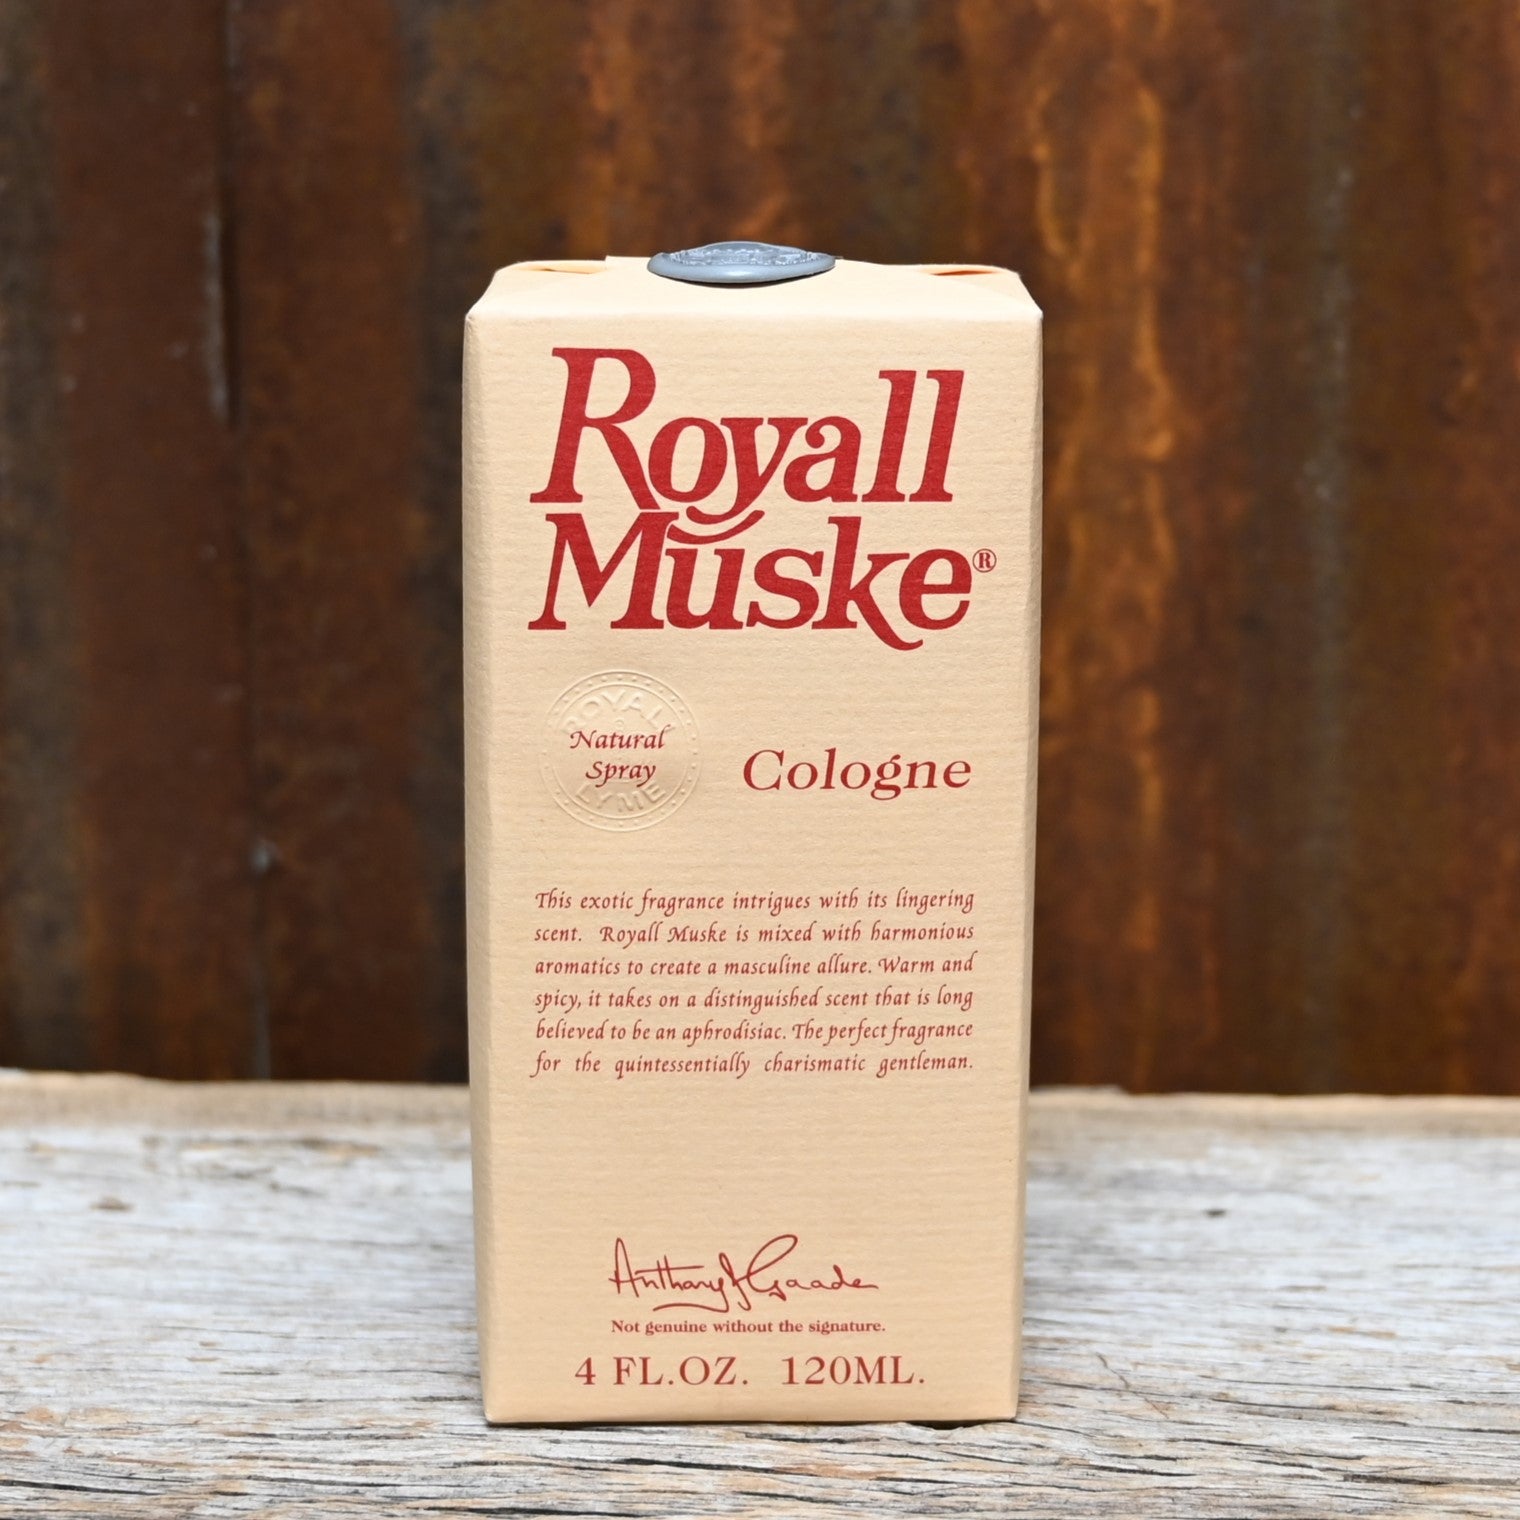 Royall
Muske®
ROYALL
Natural
Spray
LYME
Cologne
This exotic fragrance intrigues with its lingering
scent. Royall Muske is mixed with harmonious
aromatics to create a masculine allure. Warm and
spicy, it takes on a distinguished scent that is long
believed to be an aphrodisiac. The perfect fragrance
for the quintessentially charismatic gentleman.
Anthony J Gaade
Not genuine without the signature.
4 FL.OZ. 120ML.